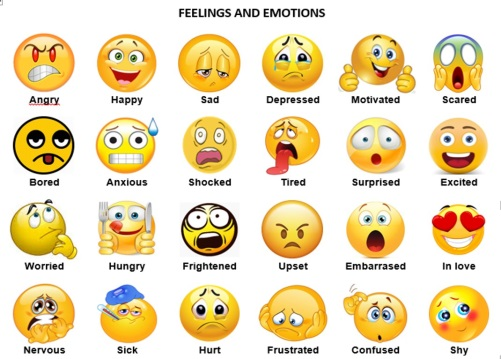 FEELINGS AND EMOTIONS
Angry Happy Sad Depressed Motivated Scared
Bored Anxious Shocked Tired Surprised Excited
Worried Hungry Frightened Upset Embarrased In love
Nervous Sick Hurt Frustrated Confused Shy